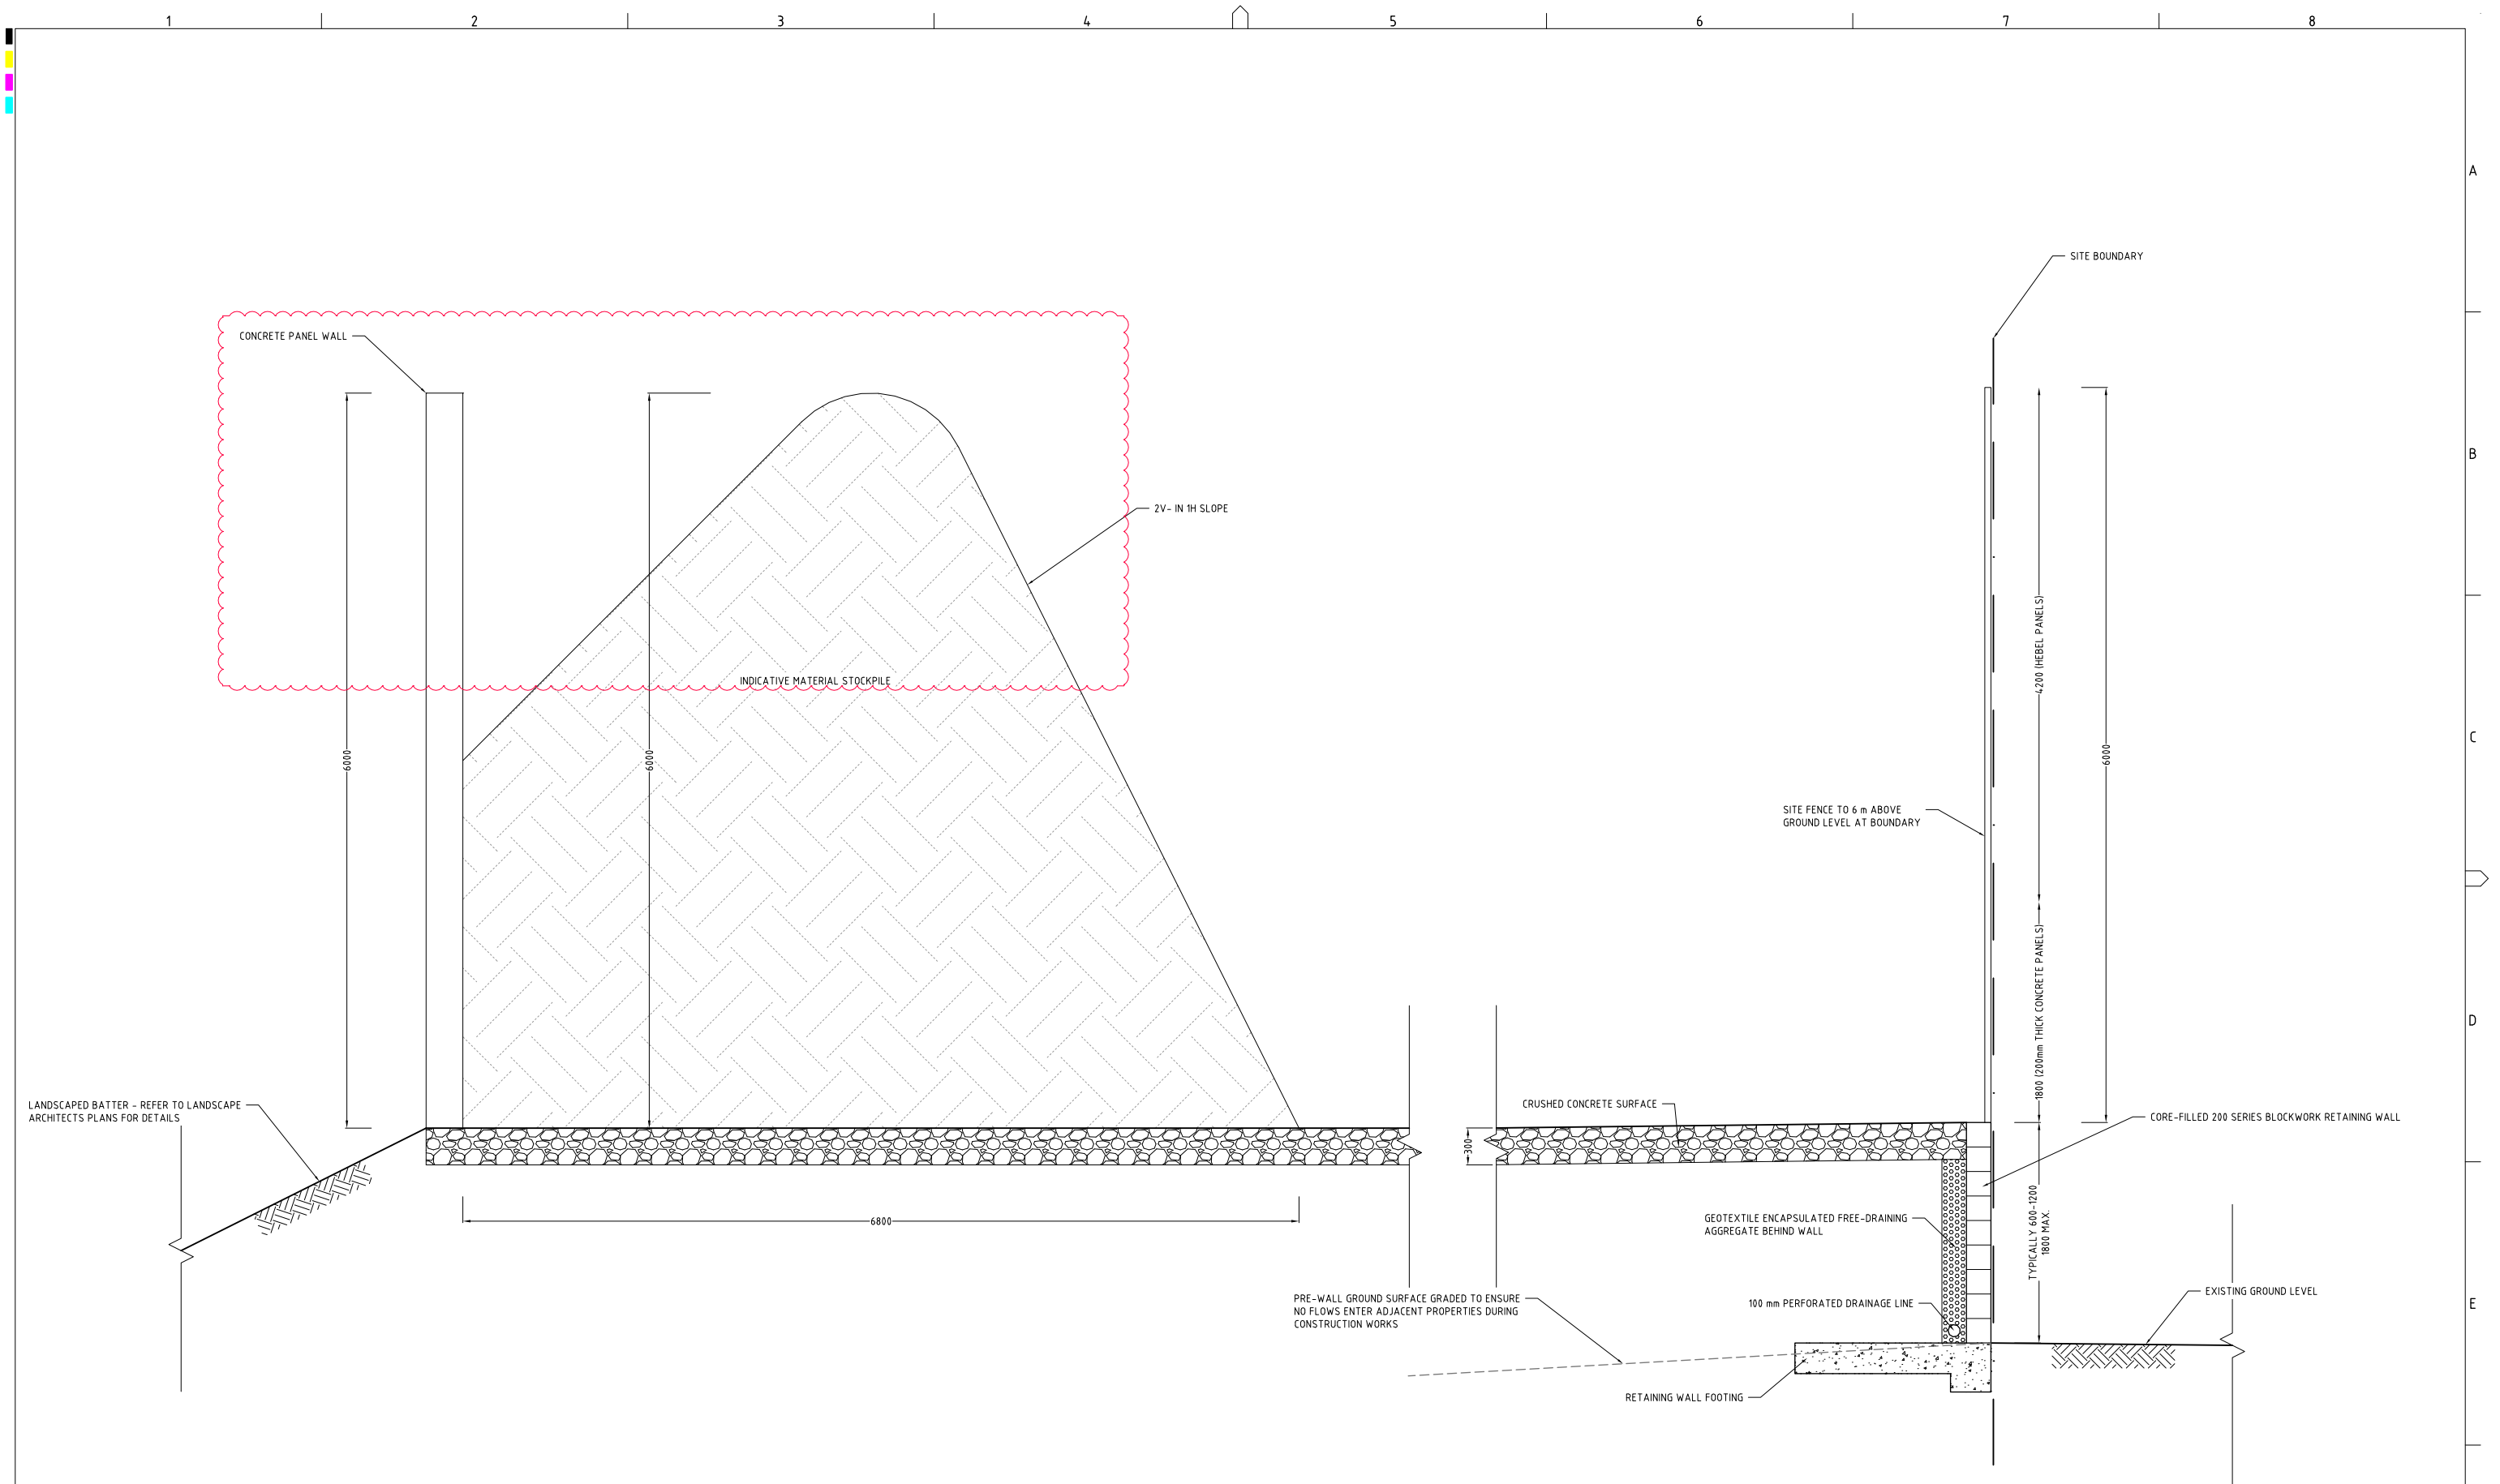 1 2 3 4 5 6 7 8
A
SITE BOUNDARY
CONCRETE PANEL WALL
B
2V- IN 1H SLOPE
4200 (HEBEL PANELS)
INDICATIVE MATERIAL STOCKPILE
C
6000
6000
6000
SITE FENCE TO 6 m ABOVE
GROUND LEVEL AT BOUNDARY
1800 (200mm THICK CONCRETE PANELS)
D
LANDSCAPED BATTER - REFER TO LANDSCAPE
ARCHITECTS PLANS FOR DETAILS
CRUSHED CONCRETE SURFACE
CORE-FILLED 200 SERIES BLOCKWORK RETAINING WALL
300
6800
GEOTEXTILE ENCAPSULATED FREE-DRAINING
AGGREGATE BEHIND WALL
TYPICALLY 600-1200
1800 MAX.
PRE-WALL GROUND SURFACE GRADED TO ENSURE
NO FLOWS ENTER ADJACENT PROPERTIES DURING
CONSTRUCTION WORKS
100 mm PERFORATED DRAINAGE LINE
EXISTING GROUND LEVEL
E
RETAINING WALL FOOTING